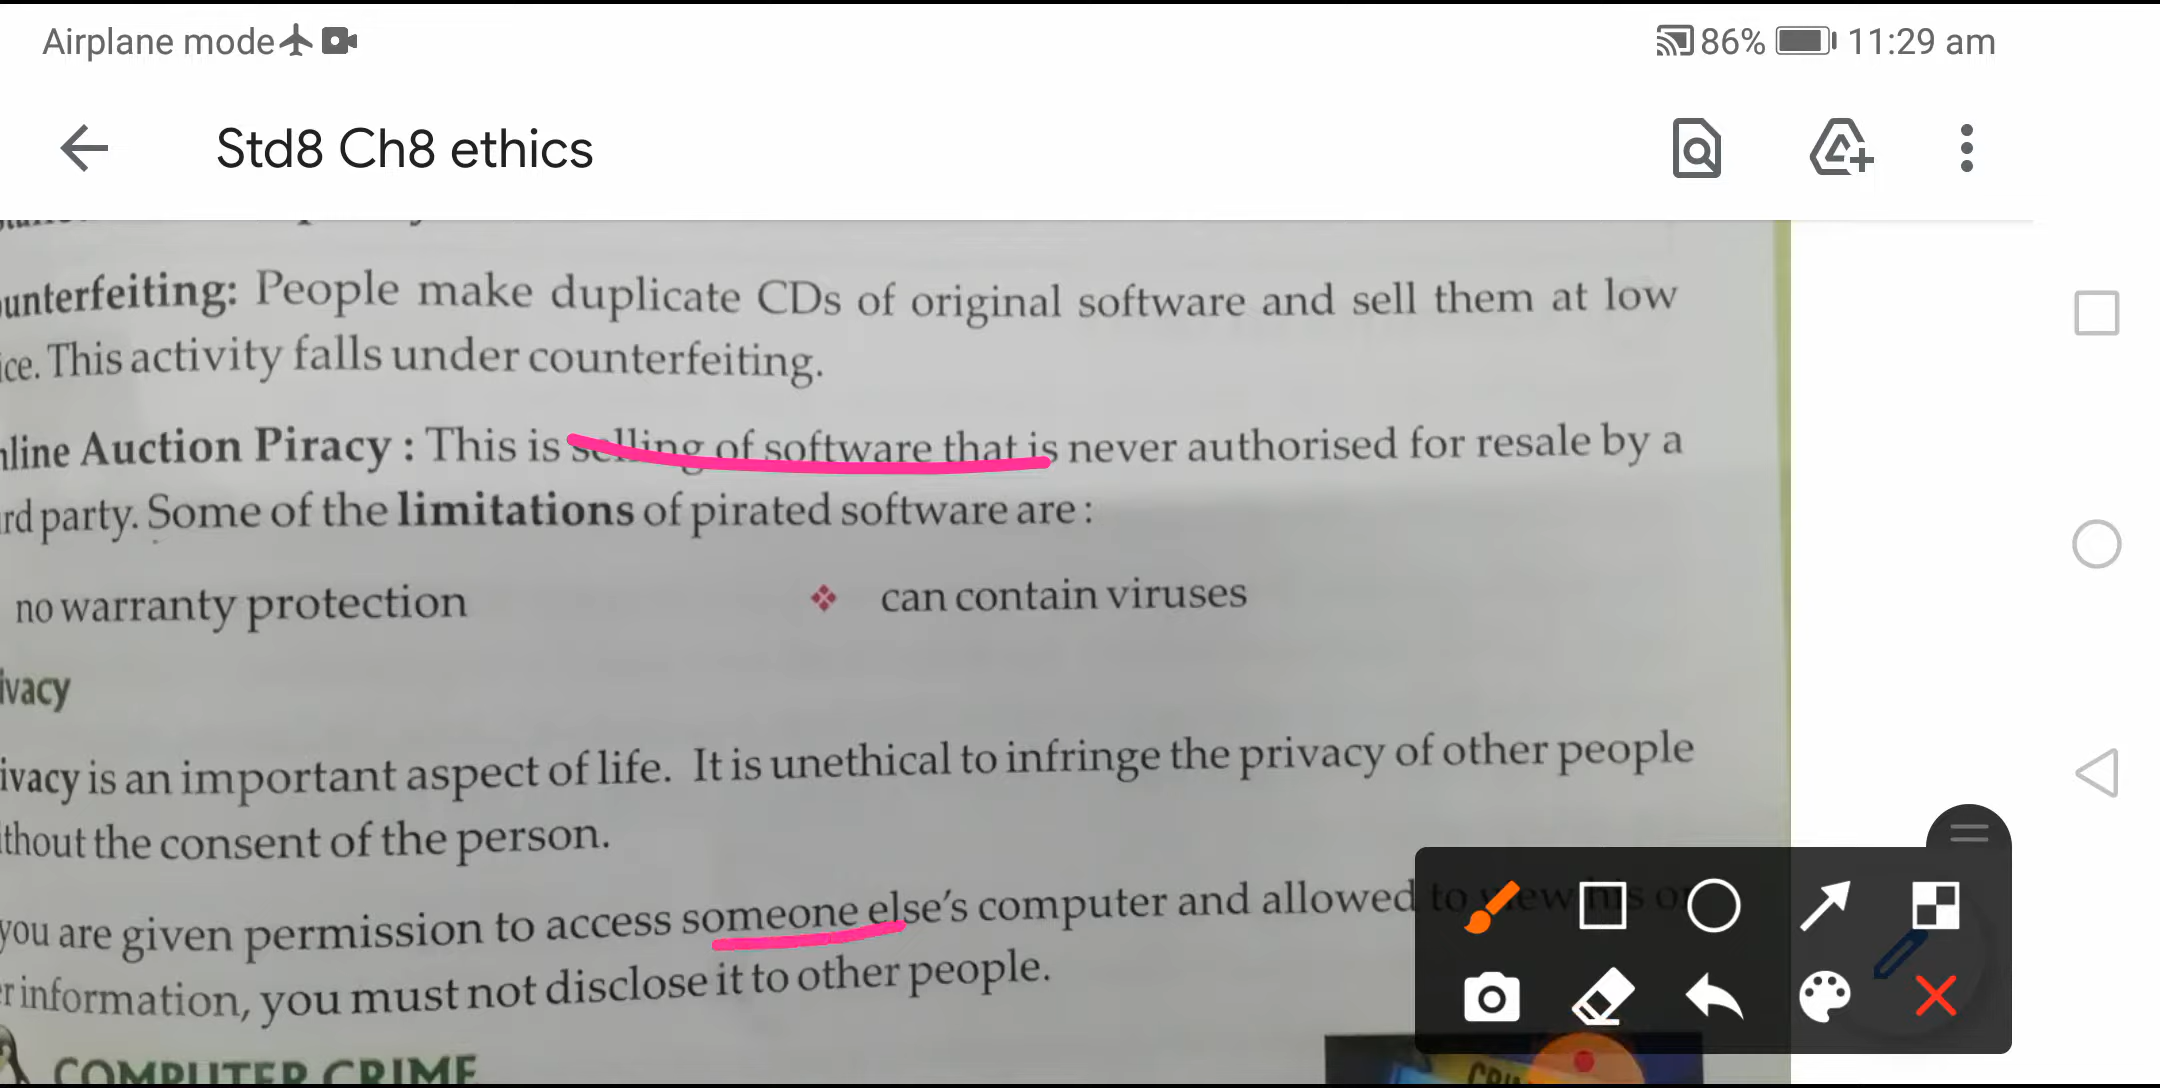 Airplane mode 86% 11:29 am
Std8 Ch8 ethics
unterfeiting: People make duplicate CDs of original software and sell them at low
ice. This activity falls under counterfeiting.
line Auction Piracy : This is selling of software that is never authorised for resale by a
rd party. Some of the limitations of pirated software are :
no warranty protection ❖ can contain viruses
ivacy
ivacy is an important aspect of life. It is unethical to infringe the privacy of other people
thout the consent of the person.
you are given permission to access someone else's computer and allowed to view his or
r information, you must not disclose it to other people.
COMPUTER CRIME